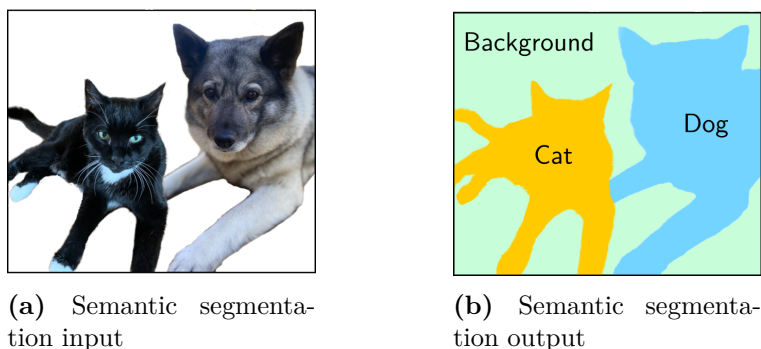 Background
Dog
Cat
(a) Semantic segmenta-
tion input
(b) Semantic segmenta-
tion output